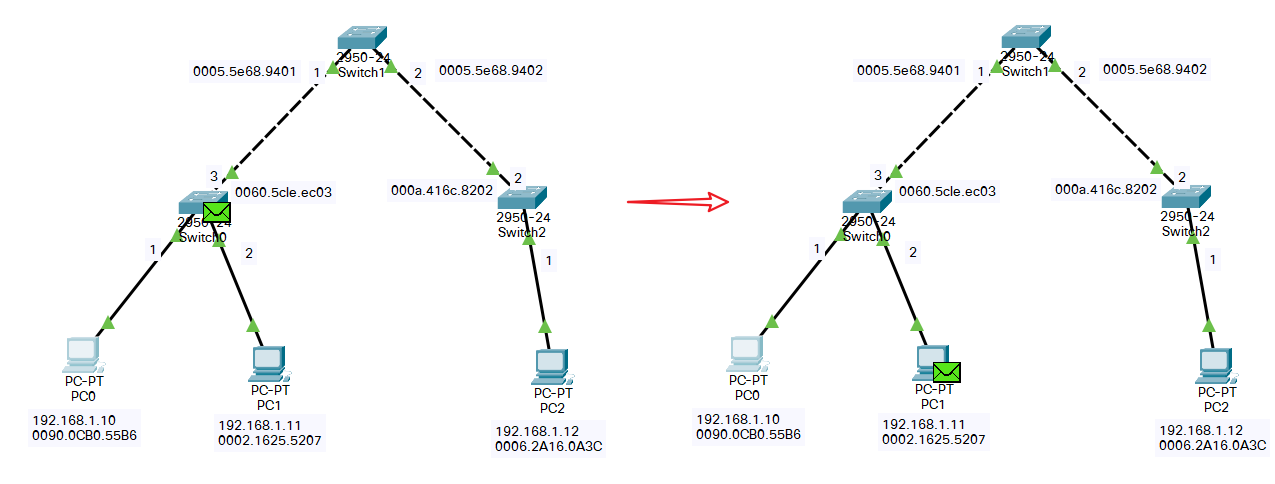 2950-24
Switch1
0005.5e68.9401
1
2
0005.5e68.9402
3
0060.5cle.ec03
2950-24
Switch0
1
2
000a.416c.8202
2
2950-24
Switch2
1
PC-PT
PC0
192.168.1.10
0090.0CB0.55B6
PC-PT
PC1
192.168.1.11
0002.1625.5207
PC-PT
PC2
192.168.1.12
0006.2A16.0A3C
2950-24
Switch1
0005.5e68.9401
1
2
0005.5e68.9402
3
0060.5cle.ec03
2950-24
Switch0
1
2
000a.416c.8202
2
2950-24
Switch2
1
PC-PT
PC0
192.168.1.10
0090.0CB0.55B6
PC-PT
PC1
192.168.1.11
0002.1625.5207
PC-PT
PC2
192.168.1.12
0006.2A16.0A3C